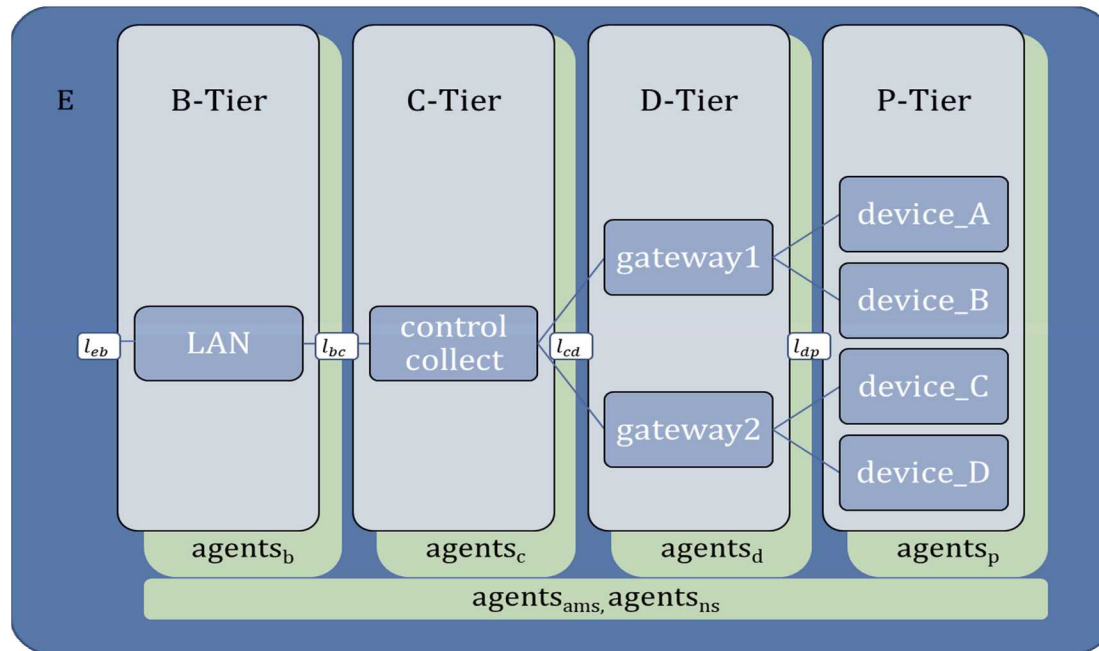 E
B-Tier
C-Tier
D-Tier
P-Tier
device_A
gateway1
device_B
l_eb
LAN
l_bc
control
collect
l_cd
l_dp
device_C
gateway2
device_D
agents_b
agents_c
agents_d
agents_p
agents_ams, agents_ns